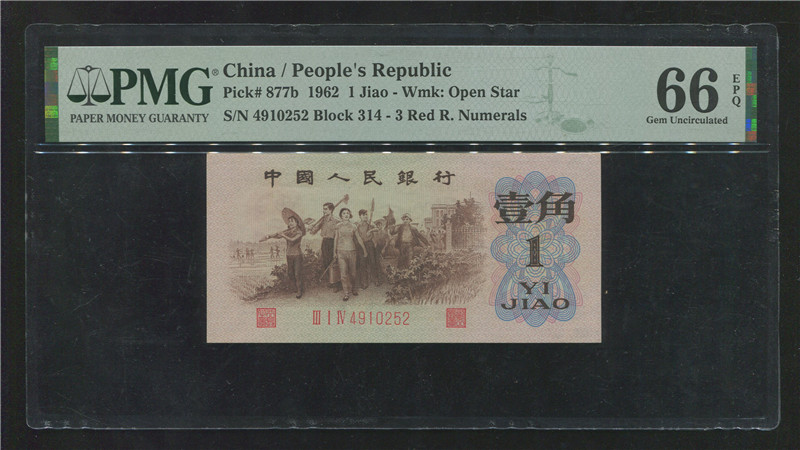 PMG®
PAPER MONEY GUARANTY
China / People's Republic
Pick# 877b 1962 1 Jiao - Wmk: Open Star
S/N 4910252 Block 314 - 3 Red R. Numerals
66 EPQ
Gem Uncirculated
中國人民銀行
壹角
1
YI
JIAO
III I IV 4910252